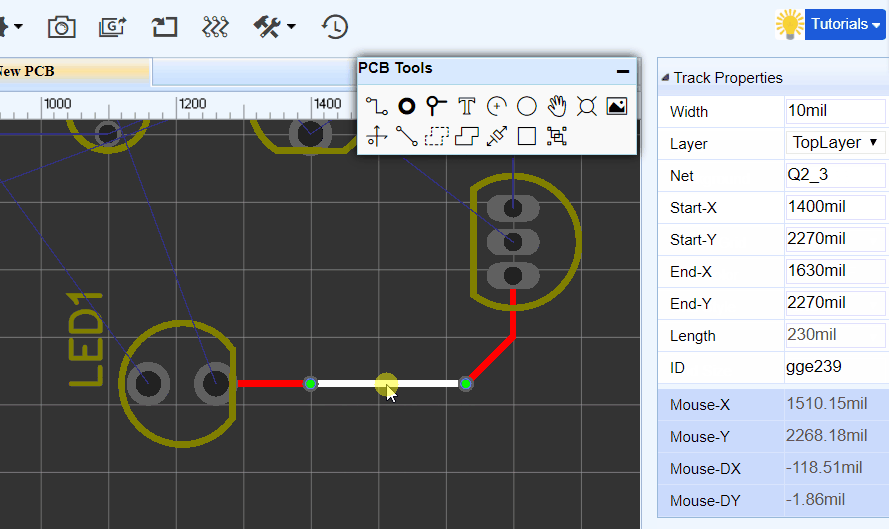 Tutorials
New PCB
PCB Tools
1000
1200
1400
T
LED1
Track Properties
Width 10mil
Layer TopLayer
Net Q2_3
Start-X 1400mil
Start-Y 2270mil
End-X 1630mil
End-Y 2270mil
Length 230mil
ID gge239
Mouse-X 1510.15mil
Mouse-Y 2268.18mil
Mouse-DX -118.51mil
Mouse-DY -1.86mil